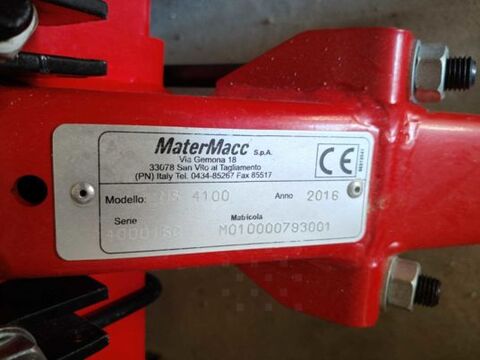 MaterMacc S.p.A.
Via Gemona 18
33078 San Vito al Tagliamento
(PN) Italy Tel. 0434-85267 Fax 85517
CE
Modello: 4100 Anno 2016
Serie Matricola
M010000793001